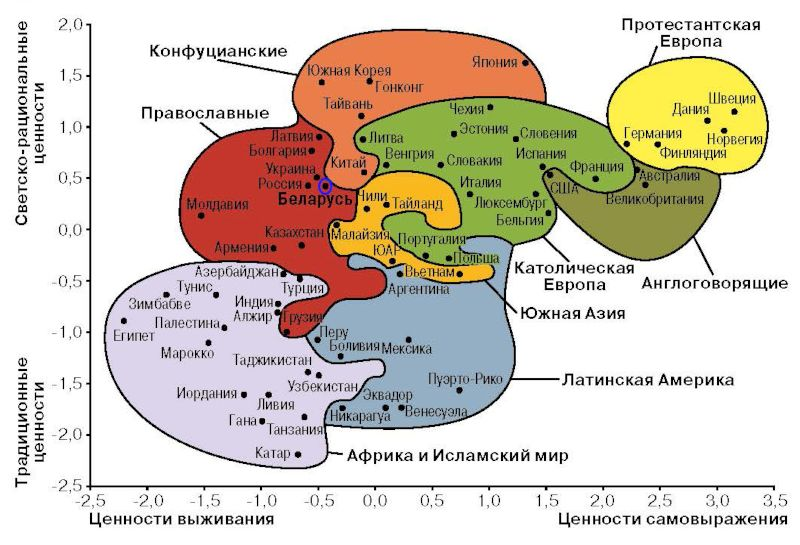 Светско-рациональные
ценности
Традиционные
ценности
2,0
1,5
1,0
0,5
0,0
-0,5
-1,0
-1,5
-2,0
-2,5
Протестантская
Европа
Конфуцианские
Южная Корея
Гонконг
Япония
Тайвань
Православные
Швеция
Дания
Норвегия
Германия
Финляндия
Чехия
Эстония
Словения
Латвия
Литва
Болгария
Венгрия
Словакия
Испания
Китай
Франция
Украина
Россия
Беларусь
США
Австралия
Великобритания
Италия
Люксембург
Бельгия
Чили
Тайланд
Молдавия
Малайзия
Казахстан
Армения
Португалия
ЮАР
Польша
Католическая
Европа
Англоговорящие
Азербайджан
Турция
Вьетнам
Аргентина
Южная Азия
Тунис
Зимбабве
Индия
Алжир
Грузия
Египет
Палестина
Марокко
Перу
Боливия
Мексика
Таджикистан
Узбекистан
Пуэрто-Рико
Латинская Америка
Иордания
Ливия
Гана
Танзания
Эквадор
Никарагуа
Венесуэла
Катар
Африка и Исламский мир
-2,5 -2,0 -1,5 -1,0 -0,5 0,0 0,5 1,0 1,5 2,0 2,5 3,0 3,5
Ценности выживания
Ценности самовыражения